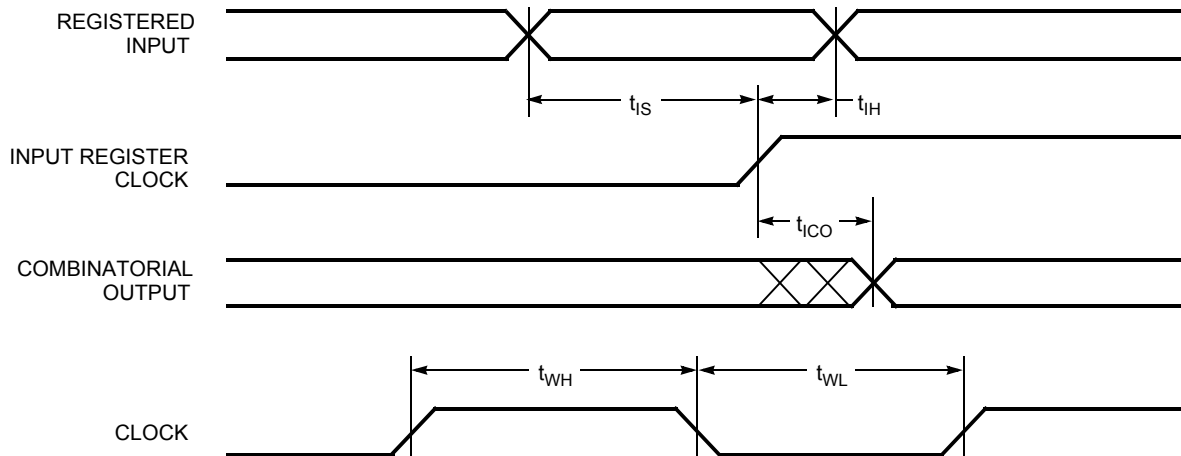 REGISTERED
INPUT
tIS
tIH
INPUT REGISTER
CLOCK
tICO
COMBINATORIAL
OUTPUT
tWH
tWL
CLOCK